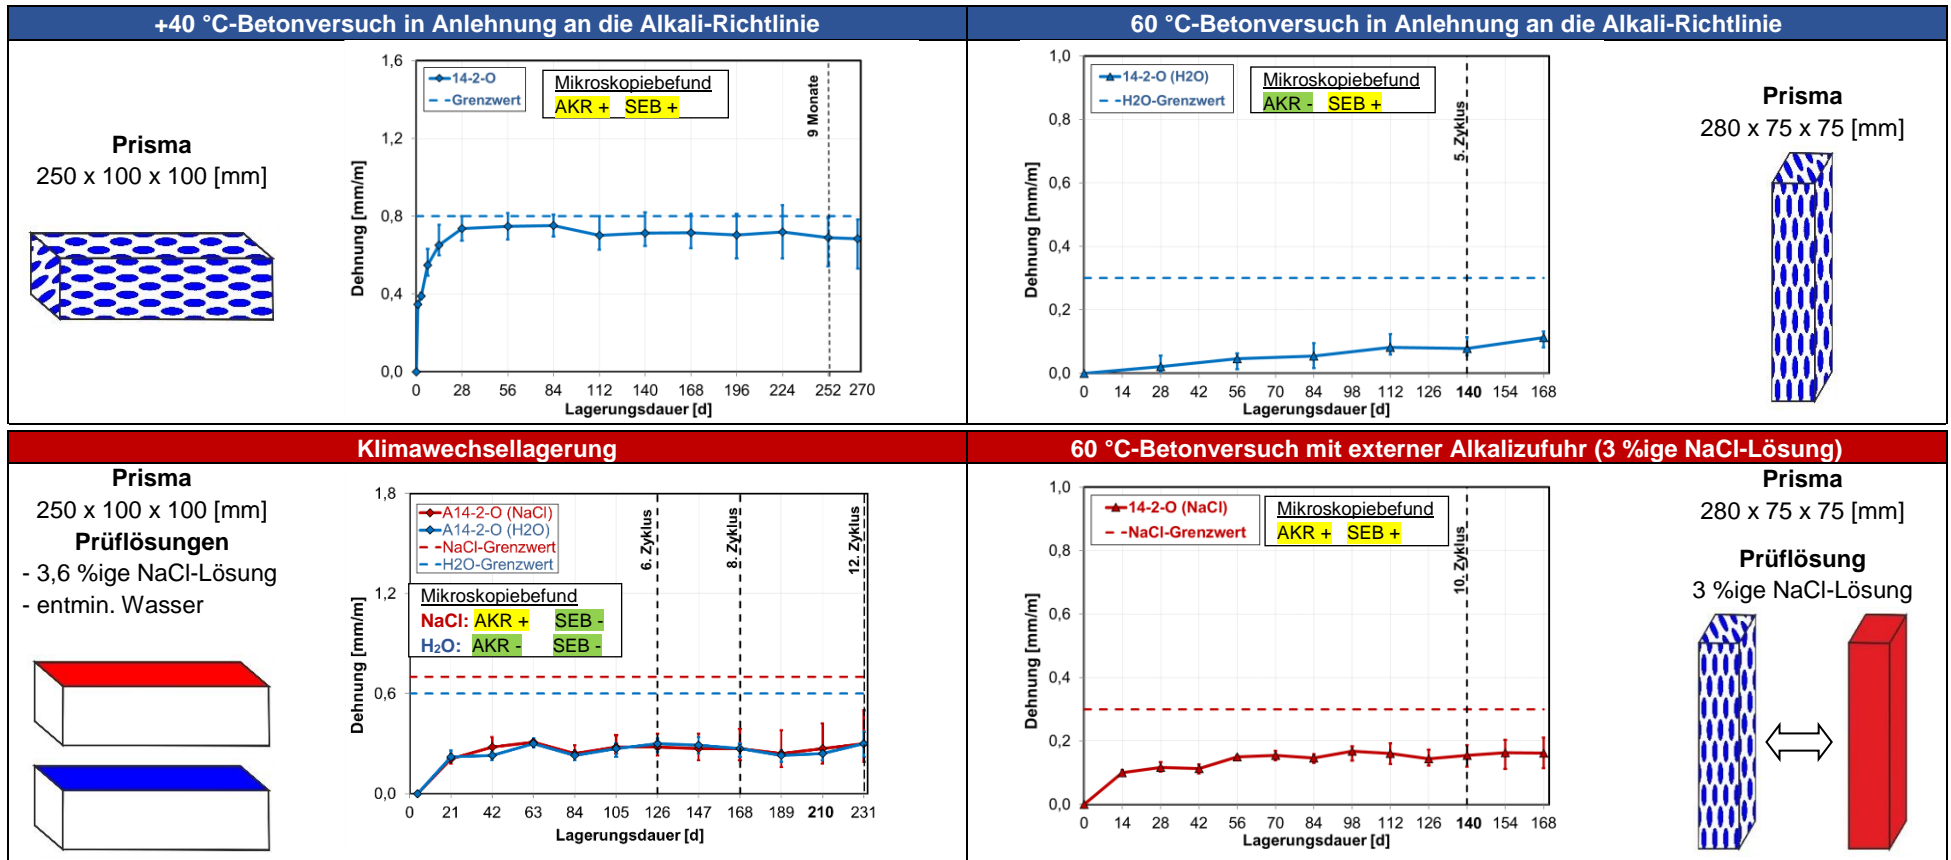 +40 °C-Betonversuch in Anlehnung an die Alkali-Richtlinie
Prisma
250 x 100 x 100 [mm]
1,6
1,2
0,8
0,4
0,0
Dehnung [mm/m]
14-2-O
Grenzwert
Mikroskopiebefund
AKR + SEB +
9 Monate
0 28 56 84 112 140 168 196 224 252 270
Lagerungsdauer [d]
60 °C-Betonversuch in Anlehnung an die Alkali-Richtlinie
1,0
0,8
0,6
0,4
0,2
0,0
Dehnung [mm/m]
14-2-O (H2O)
H2O-Grenzwert
Mikroskopiebefund
AKR - SEB +
5. Zyklus
0 14 28 42 56 70 84 98 112 126 140 154 168
Lagerungsdauer [d]
Prisma
280 x 75 x 75 [mm]
Klimawechsellagerung
Prisma
250 x 100 x 100 [mm]
Prüflösungen
- 3,6 %ige NaCl-Lösung
- entmin. Wasser
1,8
1,2
0,6
0,0
Dehnung [mm/m]
A14-2-O (NaCl)
A14-2-O (H2O)
NaCl-Grenzwert
H2O-Grenzwert
Mikroskopiebefund
NaCl: AKR + SEB -
H₂O: AKR - SEB -
6. Zyklus
8. Zyklus
12. Zyklus
0 21 42 63 84 105 126 147 168 189 210 231
Lagerungsdauer [d]
60 °C-Betonversuch mit externer Alkalizufuhr (3 %ige NaCl-Lösung)
1,0
0,8
0,6
0,4
0,2
0,0
Dehnung [mm/m]
14-2-O (NaCl)
NaCl-Grenzwert
Mikroskopiebefund
AKR + SEB +
10. Zyklus
0 14 28 42 56 70 84 98 112 126 140 154 168
Lagerungsdauer [d]
Prisma
280 x 75 x 75 [mm]
Prüflösung
3 %ige NaCl-Lösung